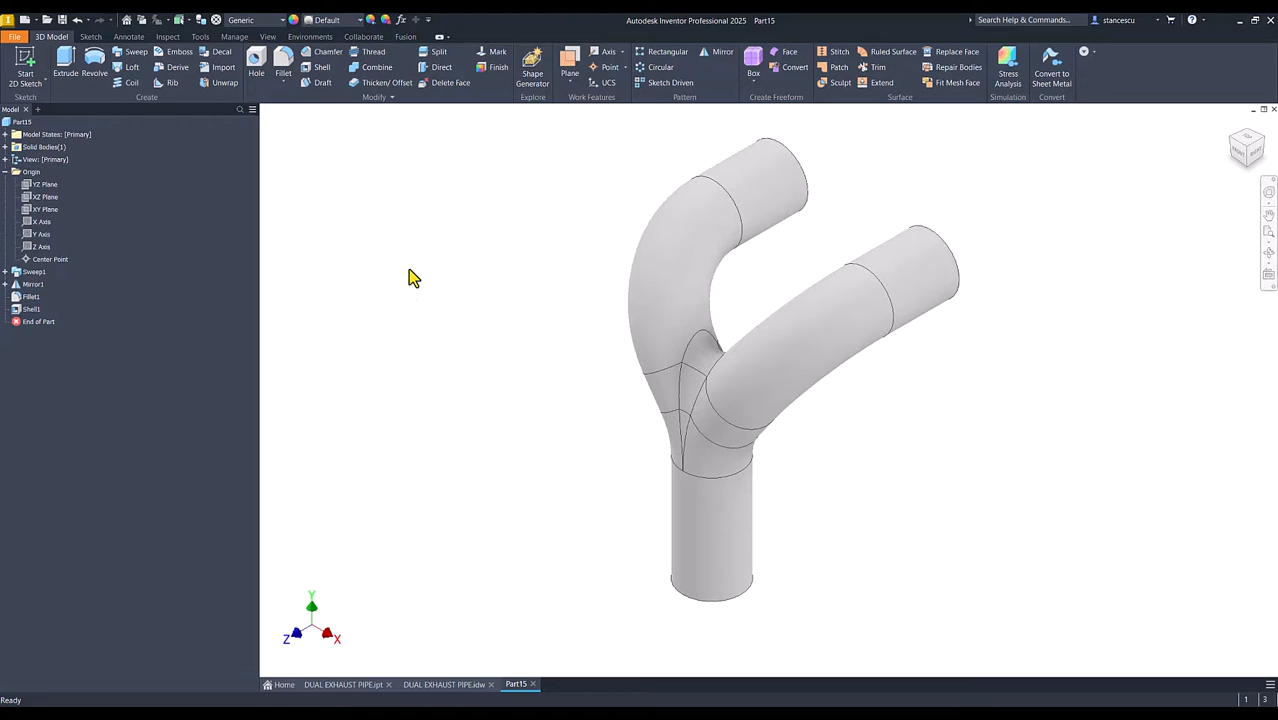 Generic
Default
fx
Autodesk Inventor Professional 2025 Part15
Search Help & Commands...
stancescu
File
3D Model
Sketch
Annotate
Inspect
Tools
Manage
View
Environments
Collaborate
Fusion
Start
2D Sketch
Sketch
Extrude
Revolve
Sweep
Loft
Coil
Emboss
Derive
Rib
Decal
Import
Unwrap
Create
Hole
Fillet
Chamfer
Shell
Draft
Thread
Combine
Thicken/ Offset
Split
Direct
Delete Face
Modify
Mark
Finish
Shape
Generator
Explore
Plane
Axis
Point
UCS
Work Features
Rectangular
Circular
Sketch Driven
Mirror
Pattern
Box
Face
Convert
Create Freeform
Stitch
Patch
Sculpt
Ruled Surface
Trim
Extend
Replace Face
Repair Bodies
Fit Mesh Face
Surface
Stress
Analysis
Simulation
Convert to
Sheet Metal
Convert
Model
Part15
Model States: [Primary]
Solid Bodies(1)
View: [Primary]
Origin
YZ Plane
XZ Plane
XY Plane
X Axis
Y Axis
Z Axis
Center Point
Sweep1
Mirror1
Fillet1
Shell1
End of Part
TOP
FRONT
RIGHT
Y
Z
X
Home
DUAL EXHAUST PIPE.ipt
DUAL EXHAUST PIPE.idw
Part15
Ready
1
3